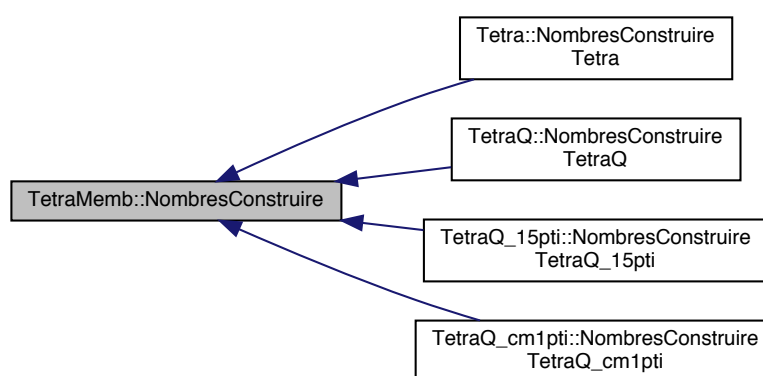 Tetra::NombresConstruire
Tetra
TetraQ::NombresConstruire
TetraQ
TetraMemb::NombresConstruire
TetraQ_15pti::NombresConstruire
TetraQ_15pti
TetraQ_cm1pti::NombresConstruire
TetraQ_cm1pti